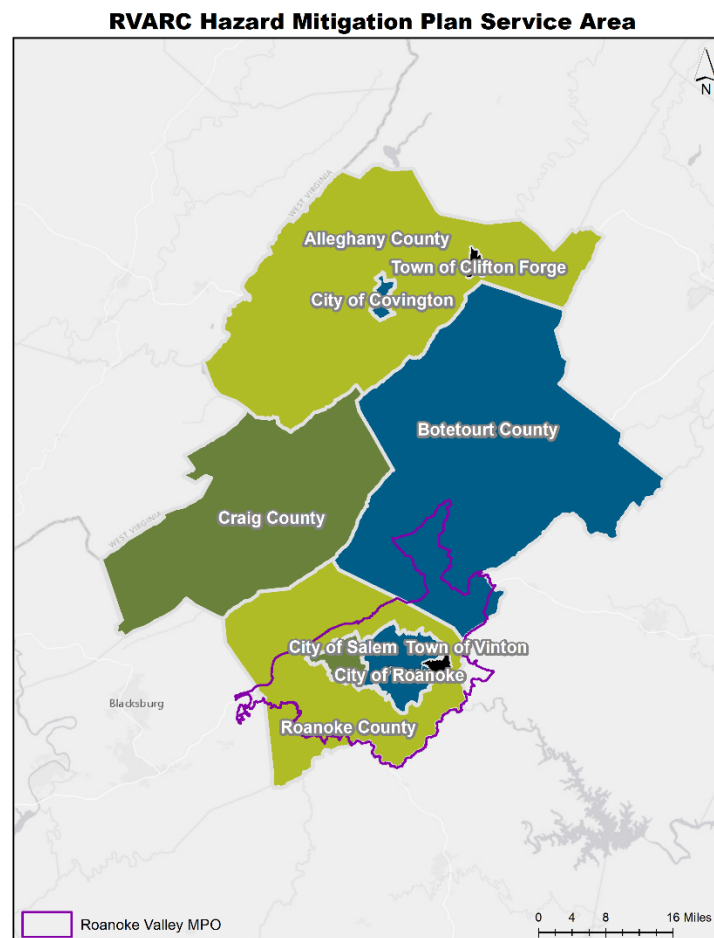 RVARC Hazard Mitigation Plan Service Area
N
WEST VIRGINIA
Alleghany County
Town of Clifton Forge
City of Covington
Botetourt County
Craig County
WEST VIRGINIA
City of Salem
Town of Vinton
City of Roanoke
Blacksburg
Roanoke County
Roanoke Valley MPO
0 4 8 16 Miles